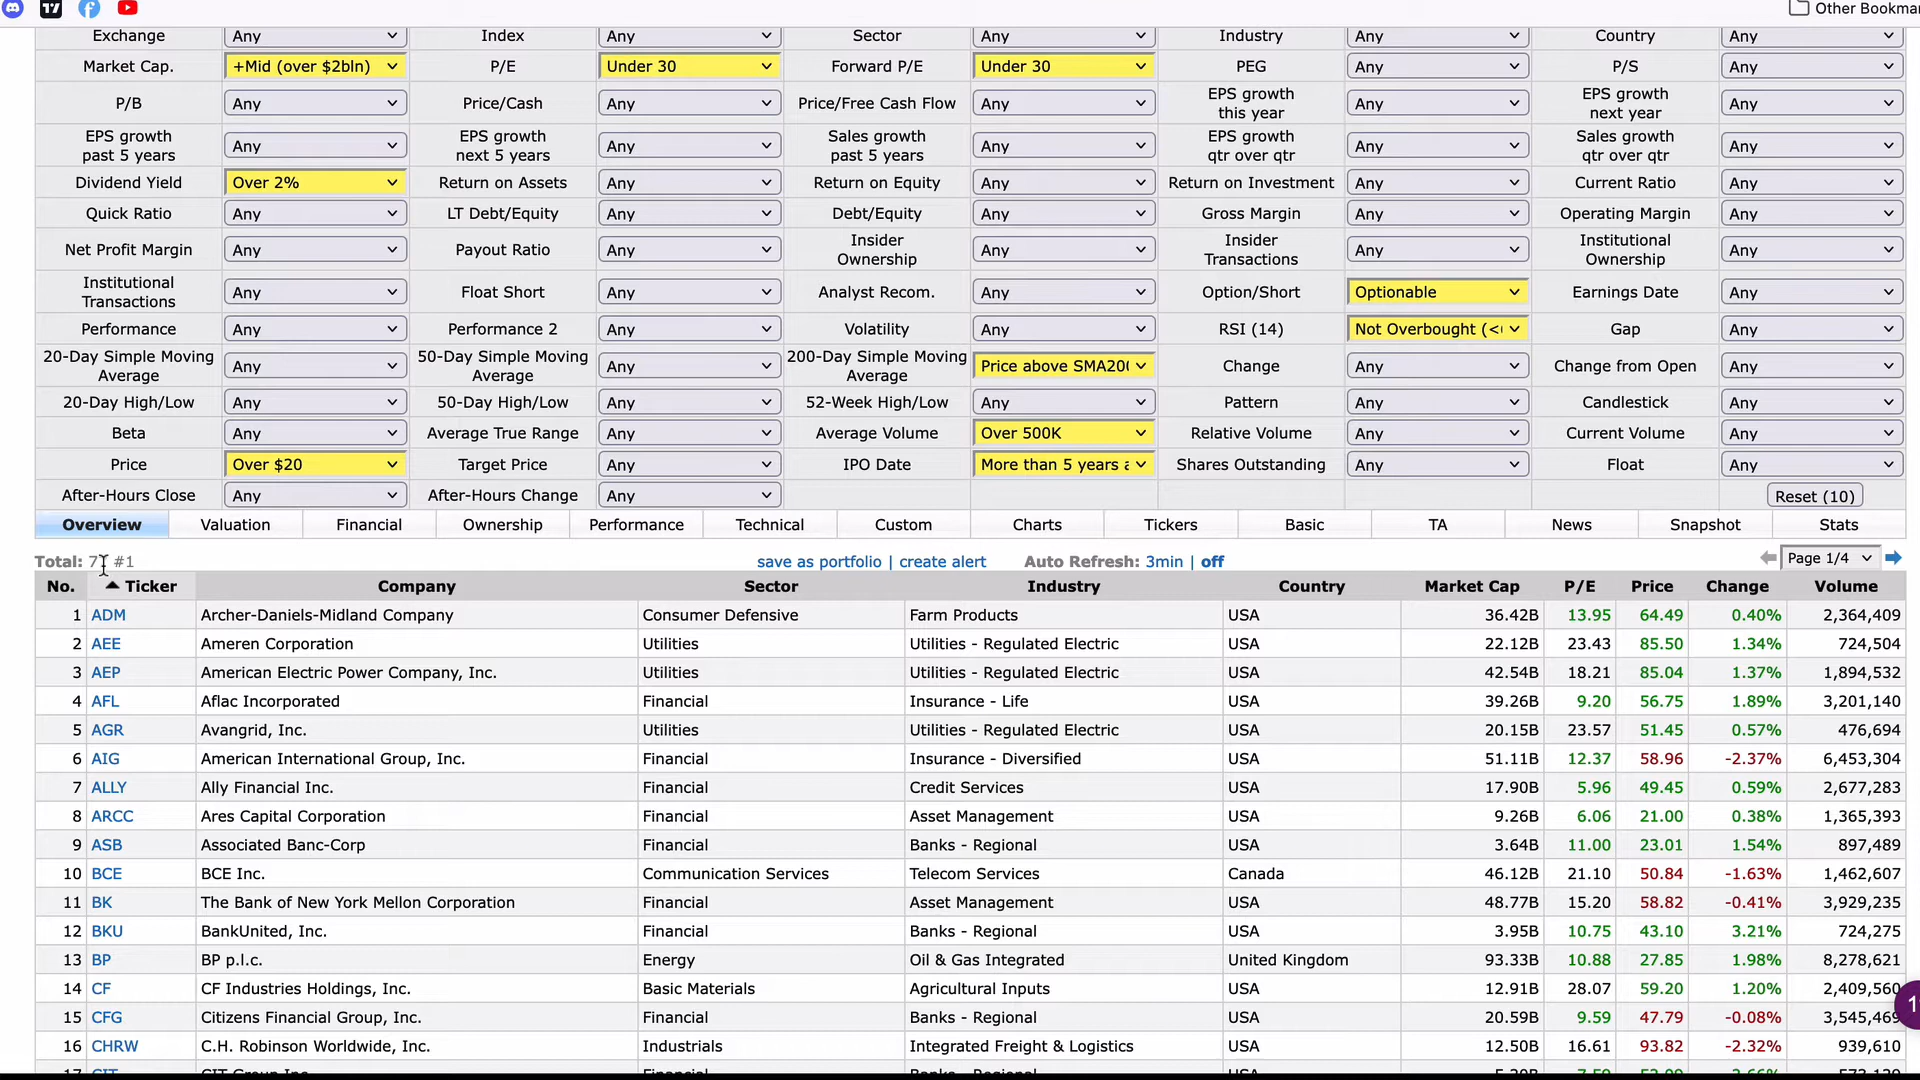 Other Bookmar
Exchange Any Index Any Sector Any Industry Any Country Any
Market Cap. +Mid (over $2bln) P/E Under 30 Forward P/E Under 30 PEG Any P/S Any
P/B Any Price/Cash Any Price/Free Cash Flow Any EPS growth this year Any EPS growth next year Any
EPS growth past 5 years Any EPS growth next 5 years Any Sales growth past 5 years Any EPS growth qtr over qtr Any Sales growth qtr over qtr Any
Dividend Yield Over 2% Return on Assets Any Return on Equity Any Return on Investment Any Current Ratio Any
Quick Ratio Any LT Debt/Equity Any Debt/Equity Any Gross Margin Any Operating Margin Any
Net Profit Margin Any Payout Ratio Any Insider Ownership Any Insider Transactions Any Institutional Ownership Any
Institutional Transactions Any Float Short Any Analyst Recom. Any Option/Short Optionable Earnings Date Any
Performance Any Performance 2 Any Volatility Any RSI (14) Not Overbought (< Gap Any
20-Day Simple Moving Average Any 50-Day Simple Moving Average Any 200-Day Simple Moving Average Price above SMA20 Change Any Change from Open Any
20-Day High/Low Any 50-Day High/Low Any 52-Week High/Low Any Pattern Any Candlestick Any
Beta Any Average True Range Any Average Volume Over 500K Relative Volume Any Current Volume Any
Price Over $20 Target Price Any IPO Date More than 5 years a Shares Outstanding Any Float Any
After-Hours Close Any After-Hours Change Any Reset (10)
Overview Valuation Financial Ownership Performance Technical Custom Charts Tickers Basic TA News Snapshot Stats
Total: #1 save as portfolio | create alert Auto Refresh: 3min | off Page 1/4
No. Ticker Company Sector Industry Country Market Cap P/E Price Change Volume
1 ADM Archer-Daniels-Midland Company Consumer Defensive Farm Products USA 36.42B 13.95 64.49 0.40% 2,364,409
2 AEE Ameren Corporation Utilities Utilities - Regulated Electric USA 22.12B 23.43 85.50 1.34% 724,504
3 AEP American Electric Power Company, Inc. Utilities Utilities - Regulated Electric USA 42.54B 18.21 85.04 1.37% 1,894,532
4 AFL Aflac Incorporated Financial Insurance - Life USA 39.26B 9.20 56.75 1.89% 3,201,140
5 AGR Avangrid, Inc. Utilities Utilities - Regulated Electric USA 20.15B 23.57 51.45 0.57% 476,694
6 AIG American International Group, Inc. Financial Insurance - Diversified USA 51.11B 12.37 58.96 -2.37% 6,453,304
7 ALLY Ally Financial Inc. Financial Credit Services USA 17.90B 5.96 49.45 0.59% 2,677,283
8 ARCC Ares Capital Corporation Financial Asset Management USA 9.26B 6.06 21.00 0.38% 1,365,393
9 ASB Associated Banc-Corp Financial Banks - Regional USA 3.64B 11.00 23.01 1.54% 897,489
10 BCE BCE Inc. Communication Services Telecom Services Canada 46.12B 21.10 50.84 -1.63% 1,462,607
11 BK The Bank of New York Mellon Corporation Financial Asset Management USA 48.77B 15.20 58.82 -0.41% 3,929,235
12 BKU BankUnited, Inc. Financial Banks - Regional USA 3.95B 10.75 43.10 3.21% 724,275
13 BP BP p.l.c. Energy Oil & Gas Integrated United Kingdom 93.33B 10.88 27.85 1.98% 8,278,621
14 CF CF Industries Holdings, Inc. Basic Materials Agricultural Inputs USA 12.91B 28.07 59.20 1.20% 2,409,560
15 CFG Citizens Financial Group, Inc. Financial Banks - Regional USA 20.59B 9.59 47.79 -0.08% 3,545,469
16 CHRW C.H. Robinson Worldwide, Inc. Industrials Integrated Freight & Logistics USA 12.50B 16.61 93.82 -2.32% 939,610